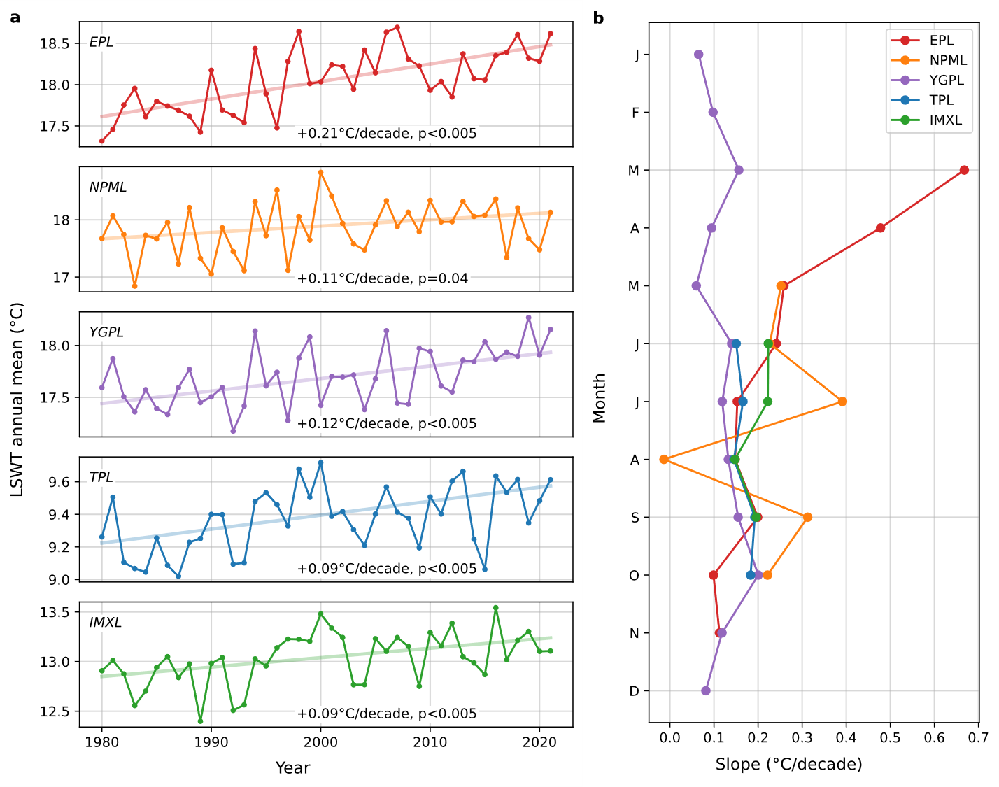 a
LSWT annual mean (°C)
EPL
18.5
18.0
17.5
+0.21°C/decade, p<0.005
NPML
18
17
+0.11°C/decade, p=0.04
YGPL
18.0
17.5
+0.12°C/decade, p<0.005
TPL
9.6
9.4
9.2
9.0
+0.09°C/decade, p<0.005
IMXL
13.5
13.0
12.5
+0.09°C/decade, p<0.005
1980 1990 2000 2010 2020
Year
b
Month
J
F
M
A
M
J
J
A
S
O
N
D
EPL
NPML
YGPL
TPL
IMXL
0.0 0.1 0.2 0.3 0.4 0.5 0.6 0.7
Slope (°C/decade)